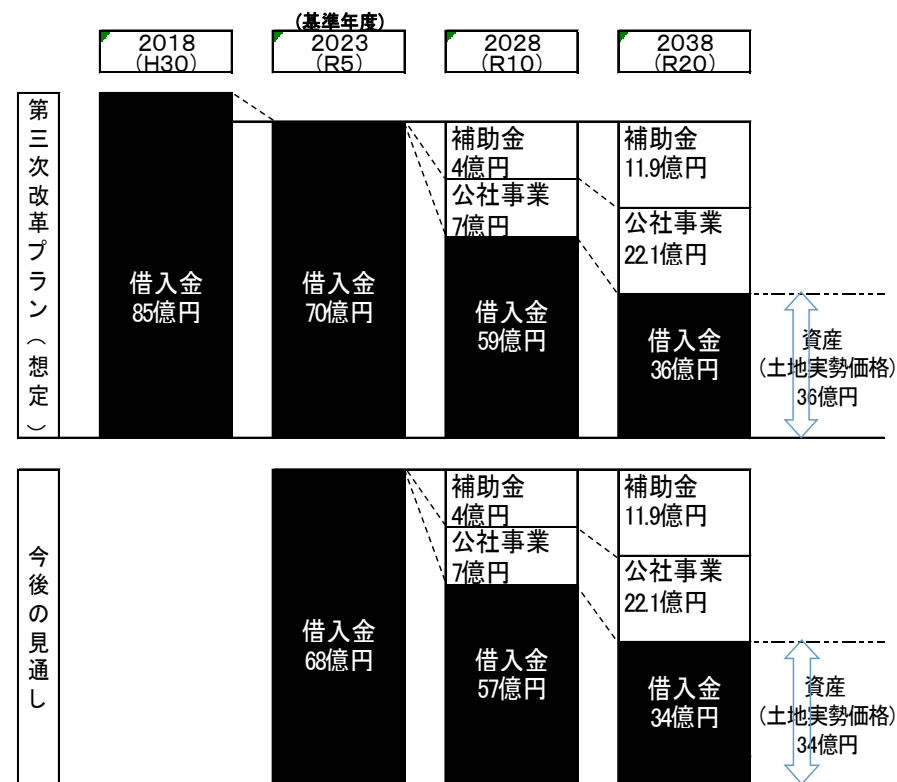 (基準年度)
2018
(H30)
2023
(R5)
2028
(R10)
2038
(R20)
第三次改革プラン(想定)
借入金
85億円
借入金
70億円
補助金
4億円
公社事業
7億円
借入金
59億円
補助金
11.9億円
公社事業
22.1億円
借入金
36億円
資産
(土地実勢価格)
36億円
今後の見通し
借入金
68億円
補助金
4億円
公社事業
7億円
借入金
57億円
補助金
11.9億円
公社事業
22.1億円
借入金
34億円
資産
(土地実勢価格)
34億円